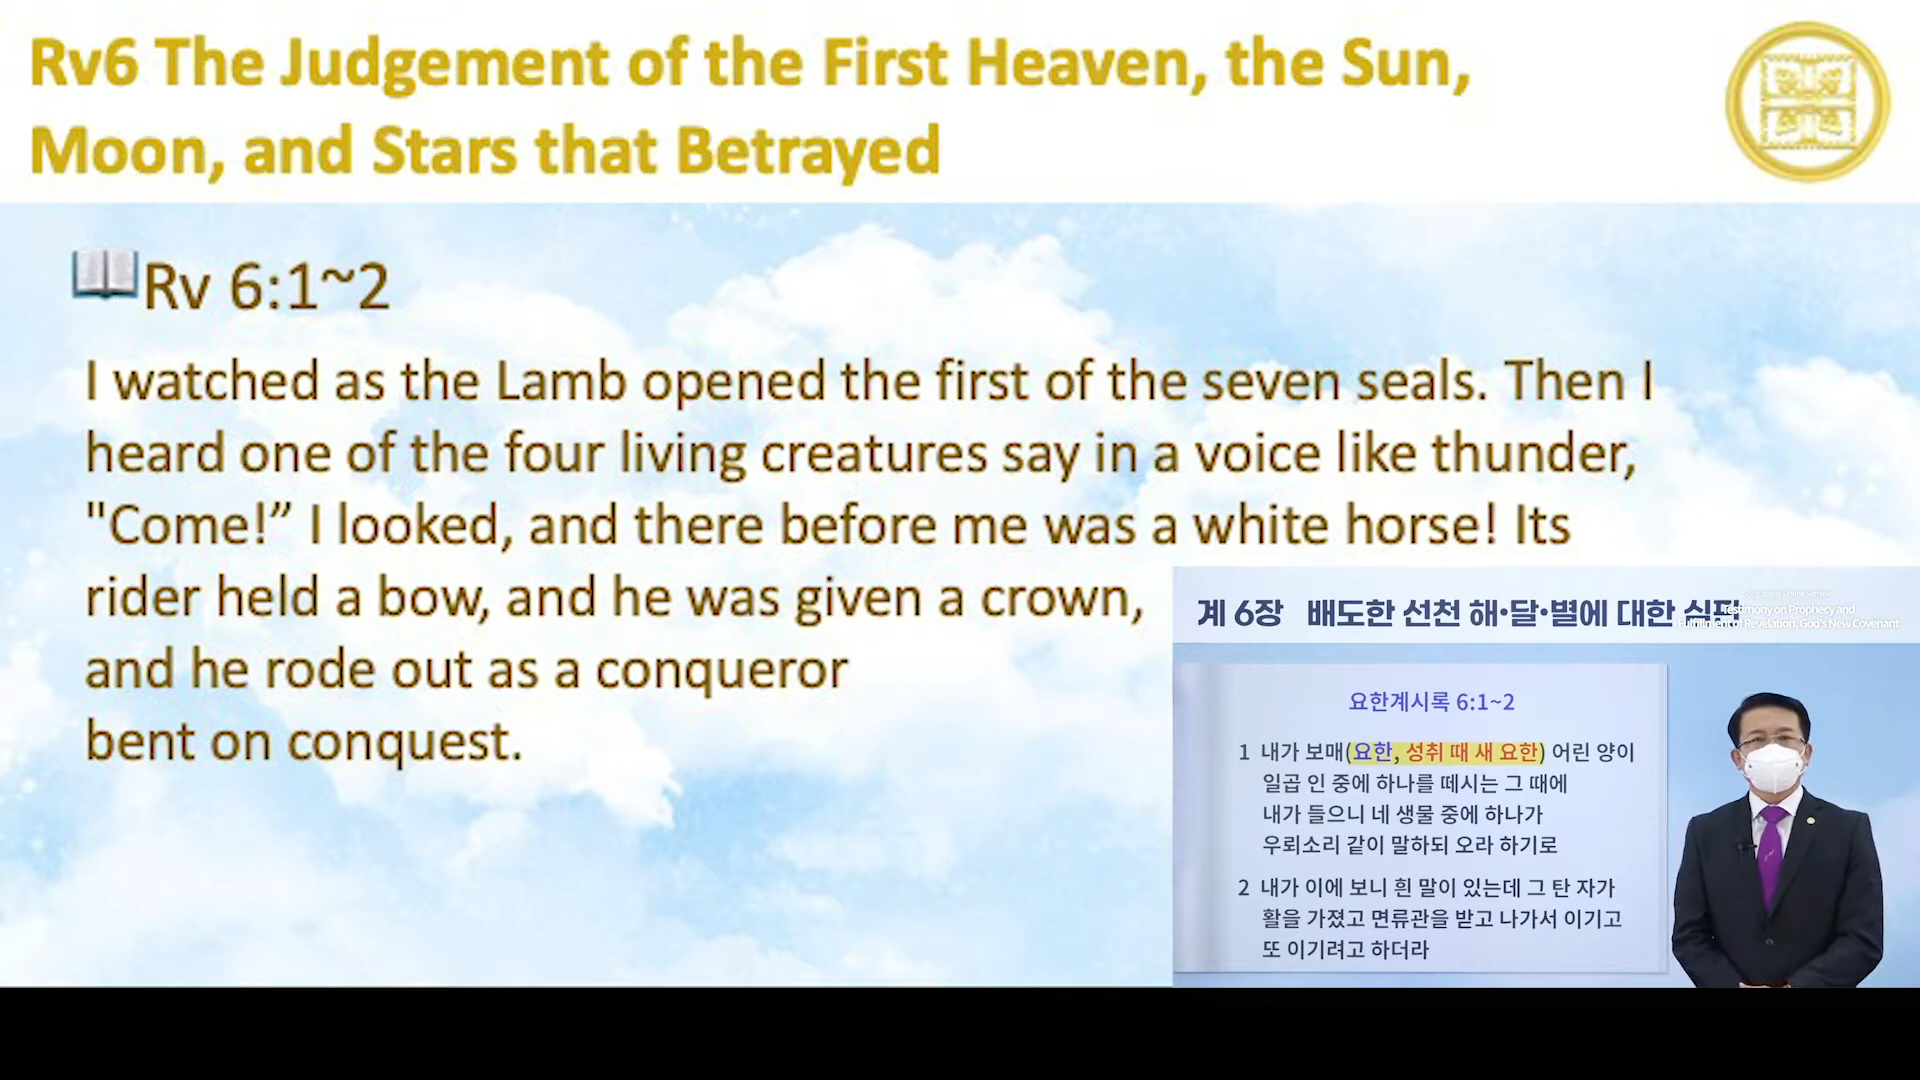 Rv6 The Judgement of the First Heaven, the Sun,
Moon, and Stars that Betrayed
Rv 6:1~2
I watched as the Lamb opened the first of the seven seals. Then I
heard one of the four living creatures say in a voice like thunder,
"Come!” I looked, and there before me was a white horse! Its
rider held a bow, and he was given a crown,
and he rode out as a conqueror
bent on conquest.
계 6장 배도한 선천 해·달·별에 대한 심판
Testimony on Prophecy and
Fulfillment of Revelation, God's New Covenant
요한계시록 6:1~2
1 내가 보매(요한, 성취 때 새 요한) 어린 양이
일곱 인 중에 하나를 떼시는 그 때에
내가 들으니 네 생물 중에 하나가
우뢰소리 같이 말하되 오라 하기로
2 내가 이에 보니 흰 말이 있는데 그 탄 자가
활을 가졌고 면류관을 받고 나가서 이기고
또 이기려고 하더라